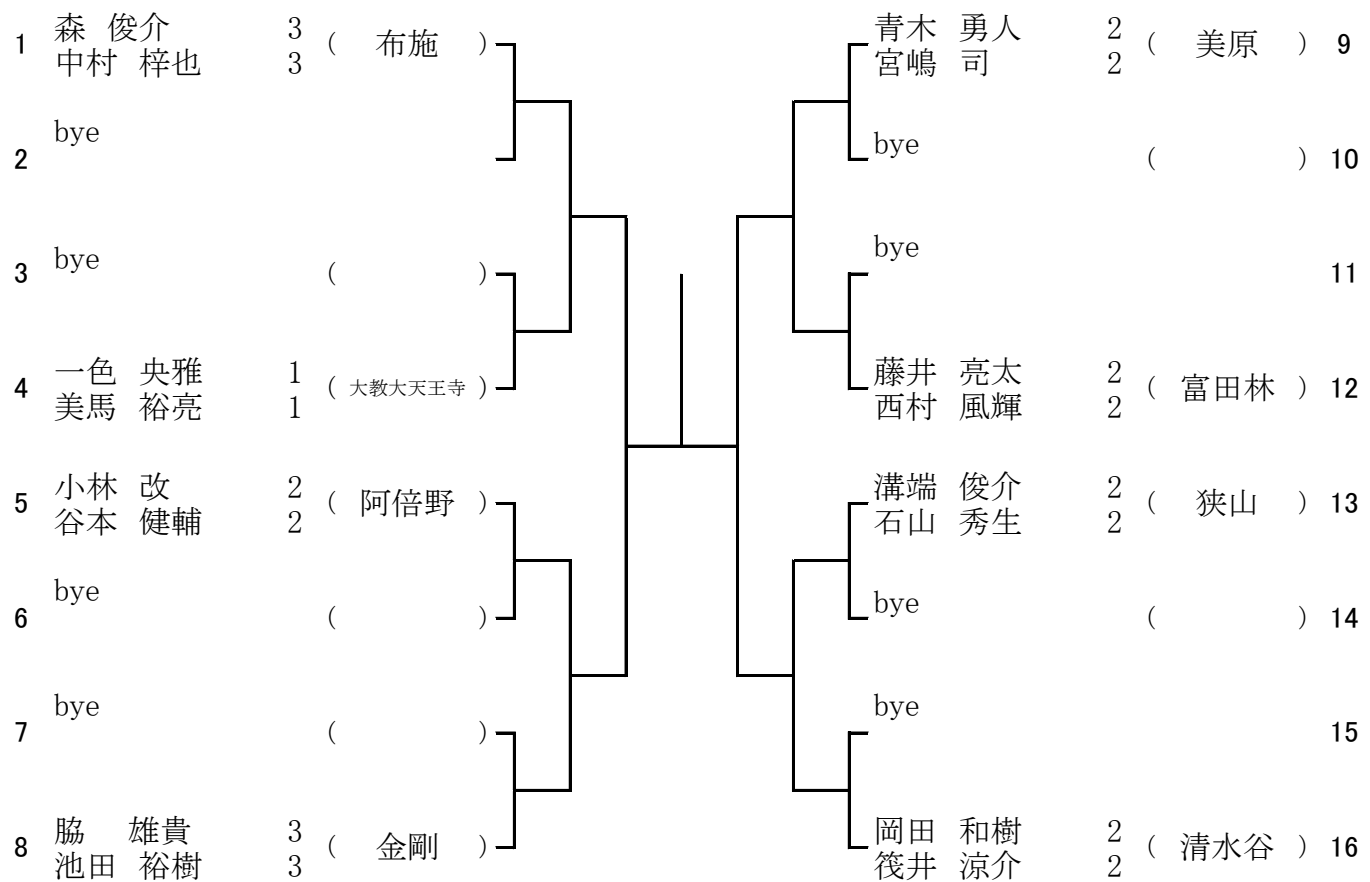 1 森 俊介 3 ( 布施 )
中村 梓也 3
2 bye
3 bye ( )
4 一色 央雅 1 ( 大教大天王寺 )
美馬 裕亮 1
5 小林 改 2 ( 阿倍野 )
谷本 健輔 2
6 bye ( )
7 bye ( )
8 脇 雄貴 3 ( 金剛 )
池田 裕樹 3
青木 勇人 2 ( 美原 ) 9
宮嶋 司 2
bye ( ) 10
bye 11
藤井 亮太 2 ( 富田林 ) 12
西村 風輝 2
溝端 俊介 2 ( 狭山 ) 13
石山 秀生 2
bye ( ) 14
bye 15
岡田 和樹 2 ( 清水谷 ) 16
筏井 涼介 2